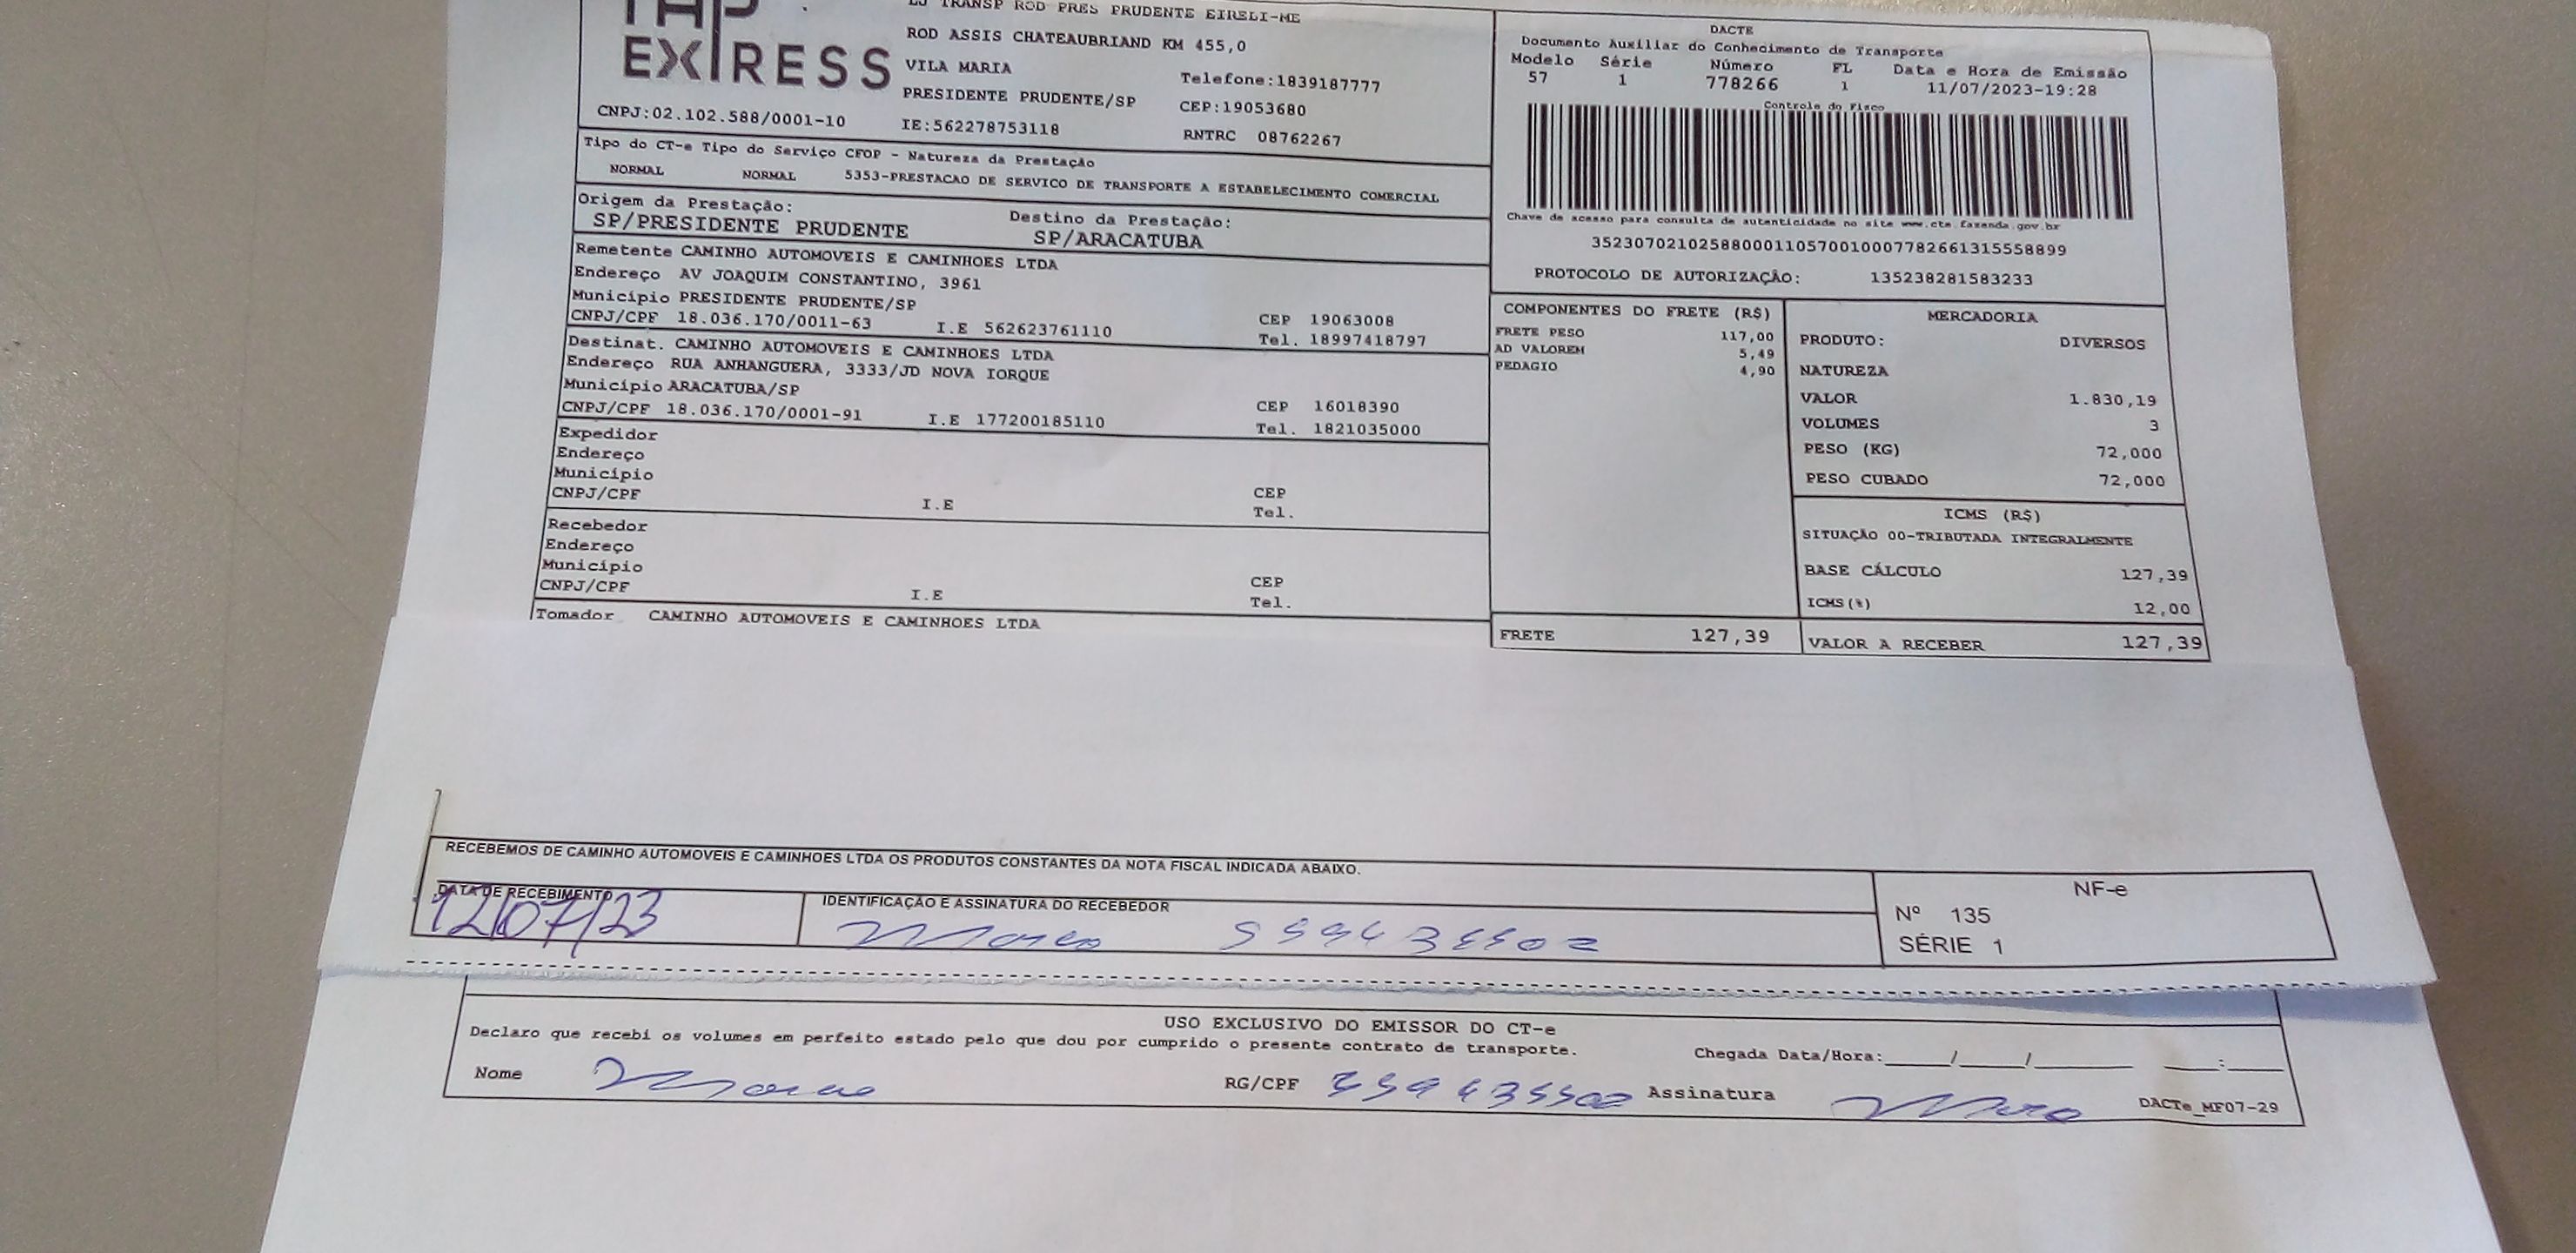 EXPRESS
TRANSP ROD PRES PRUDENTE EIRELI-ME
ROD ASSIS CHATEAUBRIAND KM 455,0
VILA MARIA Telefone:1839187777
PRESIDENTE PRUDENTE/SP CEP:19053680
CNPJ:02.102.588/0001-10 IE:562278753118 RNTRC 08762267
Tipo do CT-e Tipo do Serviço CFOP - Natureza da Prestação
NORMAL NORMAL 5353-PRESTACAO DE SERVICO DE TRANSPORTE A ESTABELECIMENTO COMERCIAL
Origem da Prestação: Destino da Prestação:
SP/PRESIDENTE PRUDENTE SP/ARACATUBA
Remetente CAMINHO AUTOMOVEIS E CAMINHOES LTDA
Endereço AV JOAQUIM CONSTANTINO, 3961
Município PRESIDENTE PRUDENTE/SP CEP 19063008
CNPJ/CPF 18.036.170/0011-63 I.E 562623761110 Tel. 18997418797
Destinat. CAMINHO AUTOMOVEIS E CAMINHOES LTDA
Endereço RUA ANHANGUERA, 3333/JD NOVA IORQUE
Município ARACATUBA/SP CEP 16018390
CNPJ/CPF 18.036.170/0001-91 I.E 177200185110 Tel. 1821035000
Expedidor
Endereço
Município CEP
CNPJ/CPF I.E Tel.
Recebedor
Endereço
Município CEP
CNPJ/CPF I.E Tel.
Tomador CAMINHO AUTOMOVEIS E CAMINHOES LTDA
DACTE
Documento Auxiliar do Conhecimento de Transporte
Modelo Série Número FL Data e Hora de Emissão
57 1 778266 1 11/07/2023-19:28
Controle do Fisco
Chave de acesso para consulta de autenticidade no site www.cte.fazenda.gov.br
35230702102588000110570010007782661315558899
PROTOCOLO DE AUTORIZAÇÃO: 135238281583233
COMPONENTES DO FRETE (R$)
FRETE PESO 117,00
AD VALOREM 5,49
PEDAGIO 4,90
FRETE 127,39
MERCADORIA
PRODUTO: DIVERSOS
NATUREZA
VALOR 1.830,19
VOLUMES 3
PESO (KG) 72,000
PESO CUBADO 72,000
ICMS (R$)
SITUAÇÃO 00-TRIBUTADA INTEGRALMENTE
BASE CÁLCULO 127,39
ICMS(%) 12,00
VALOR A RECEBER 127,39
RECEBEMOS DE CAMINHO AUTOMOVEIS E CAMINHOES LTDA OS PRODUTOS CONSTANTES DA NOTA FISCAL INDICADA ABAIXO.
DATA DE RECEBIMENTO IDENTIFICAÇÃO E ASSINATURA DO RECEBEDOR
12/07/23
NF-e
Nº 135
SÉRIE 1
USO EXCLUSIVO DO EMISSOR DO CT-e
Declaro que recebi os volumes em perfeito estado pelo que dou por cumprido o presente contrato de transporte. Chegada Data/Hora:____/____/______ ___:___
Nome RG/CPF Assinatura DACTe_MF07-29